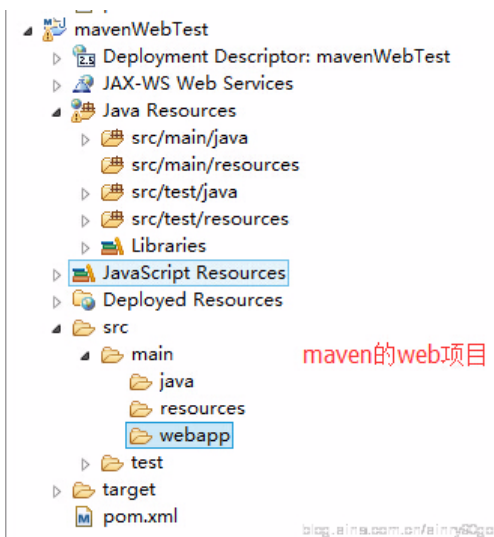 mavenWebTest
2.5 Deployment Descriptor: mavenWebTest
JAX-WS Web Services
Java Resources
src/main/java
src/main/resources
src/test/java
src/test/resources
Libraries
JavaScript Resources
Deployed Resources
src
main
maven的web项目
java
resources
webapp
test
target
pom.xml